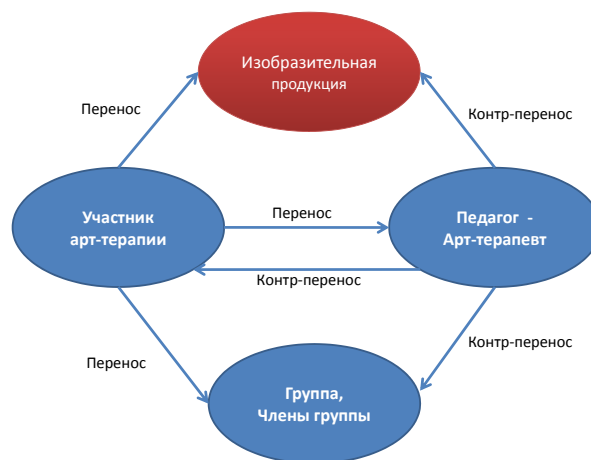 Изобразительная
продукция
Перенос
Контр-перенос
Участник
арт-терапии
Перенос
Педагог -
Арт-терапевт
Контр-перенос
Перенос
Контр-перенос
Группа,
Члены группы